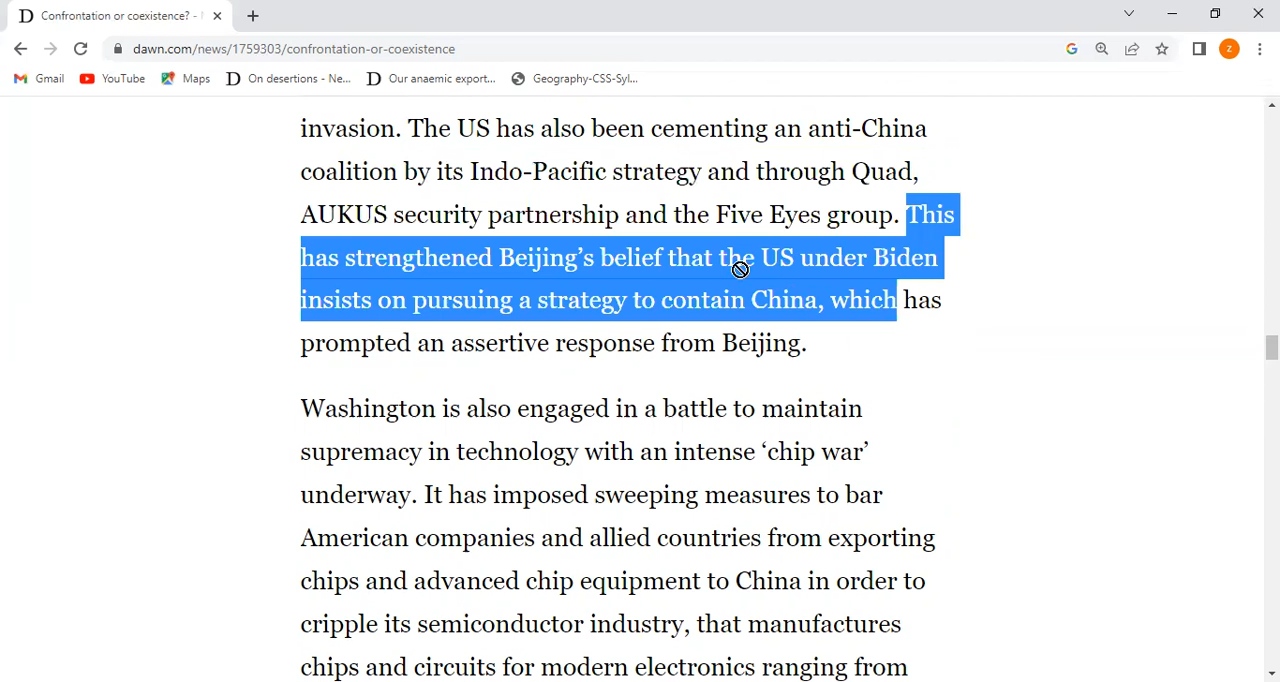 D Confrontation or coexistence? -
dawn.com/news/1759303/confrontation-or-coexistence
G Z
Gmail YouTube Maps D On desertions - Ne... D Our anaemic export... Geography-CSS-Syl...
invasion. The US has also been cementing an anti-China
coalition by its Indo-Pacific strategy and through Quad,
AUKUS security partnership and the Five Eyes group. This
has strengthened Beijing’s belief that the US under Biden
insists on pursuing a strategy to contain China, which has
prompted an assertive response from Beijing.
Washington is also engaged in a battle to maintain
supremacy in technology with an intense ‘chip war’
underway. It has imposed sweeping measures to bar
American companies and allied countries from exporting
chips and advanced chip equipment to China in order to
cripple its semiconductor industry, that manufactures
chips and circuits for modern electronics ranging from